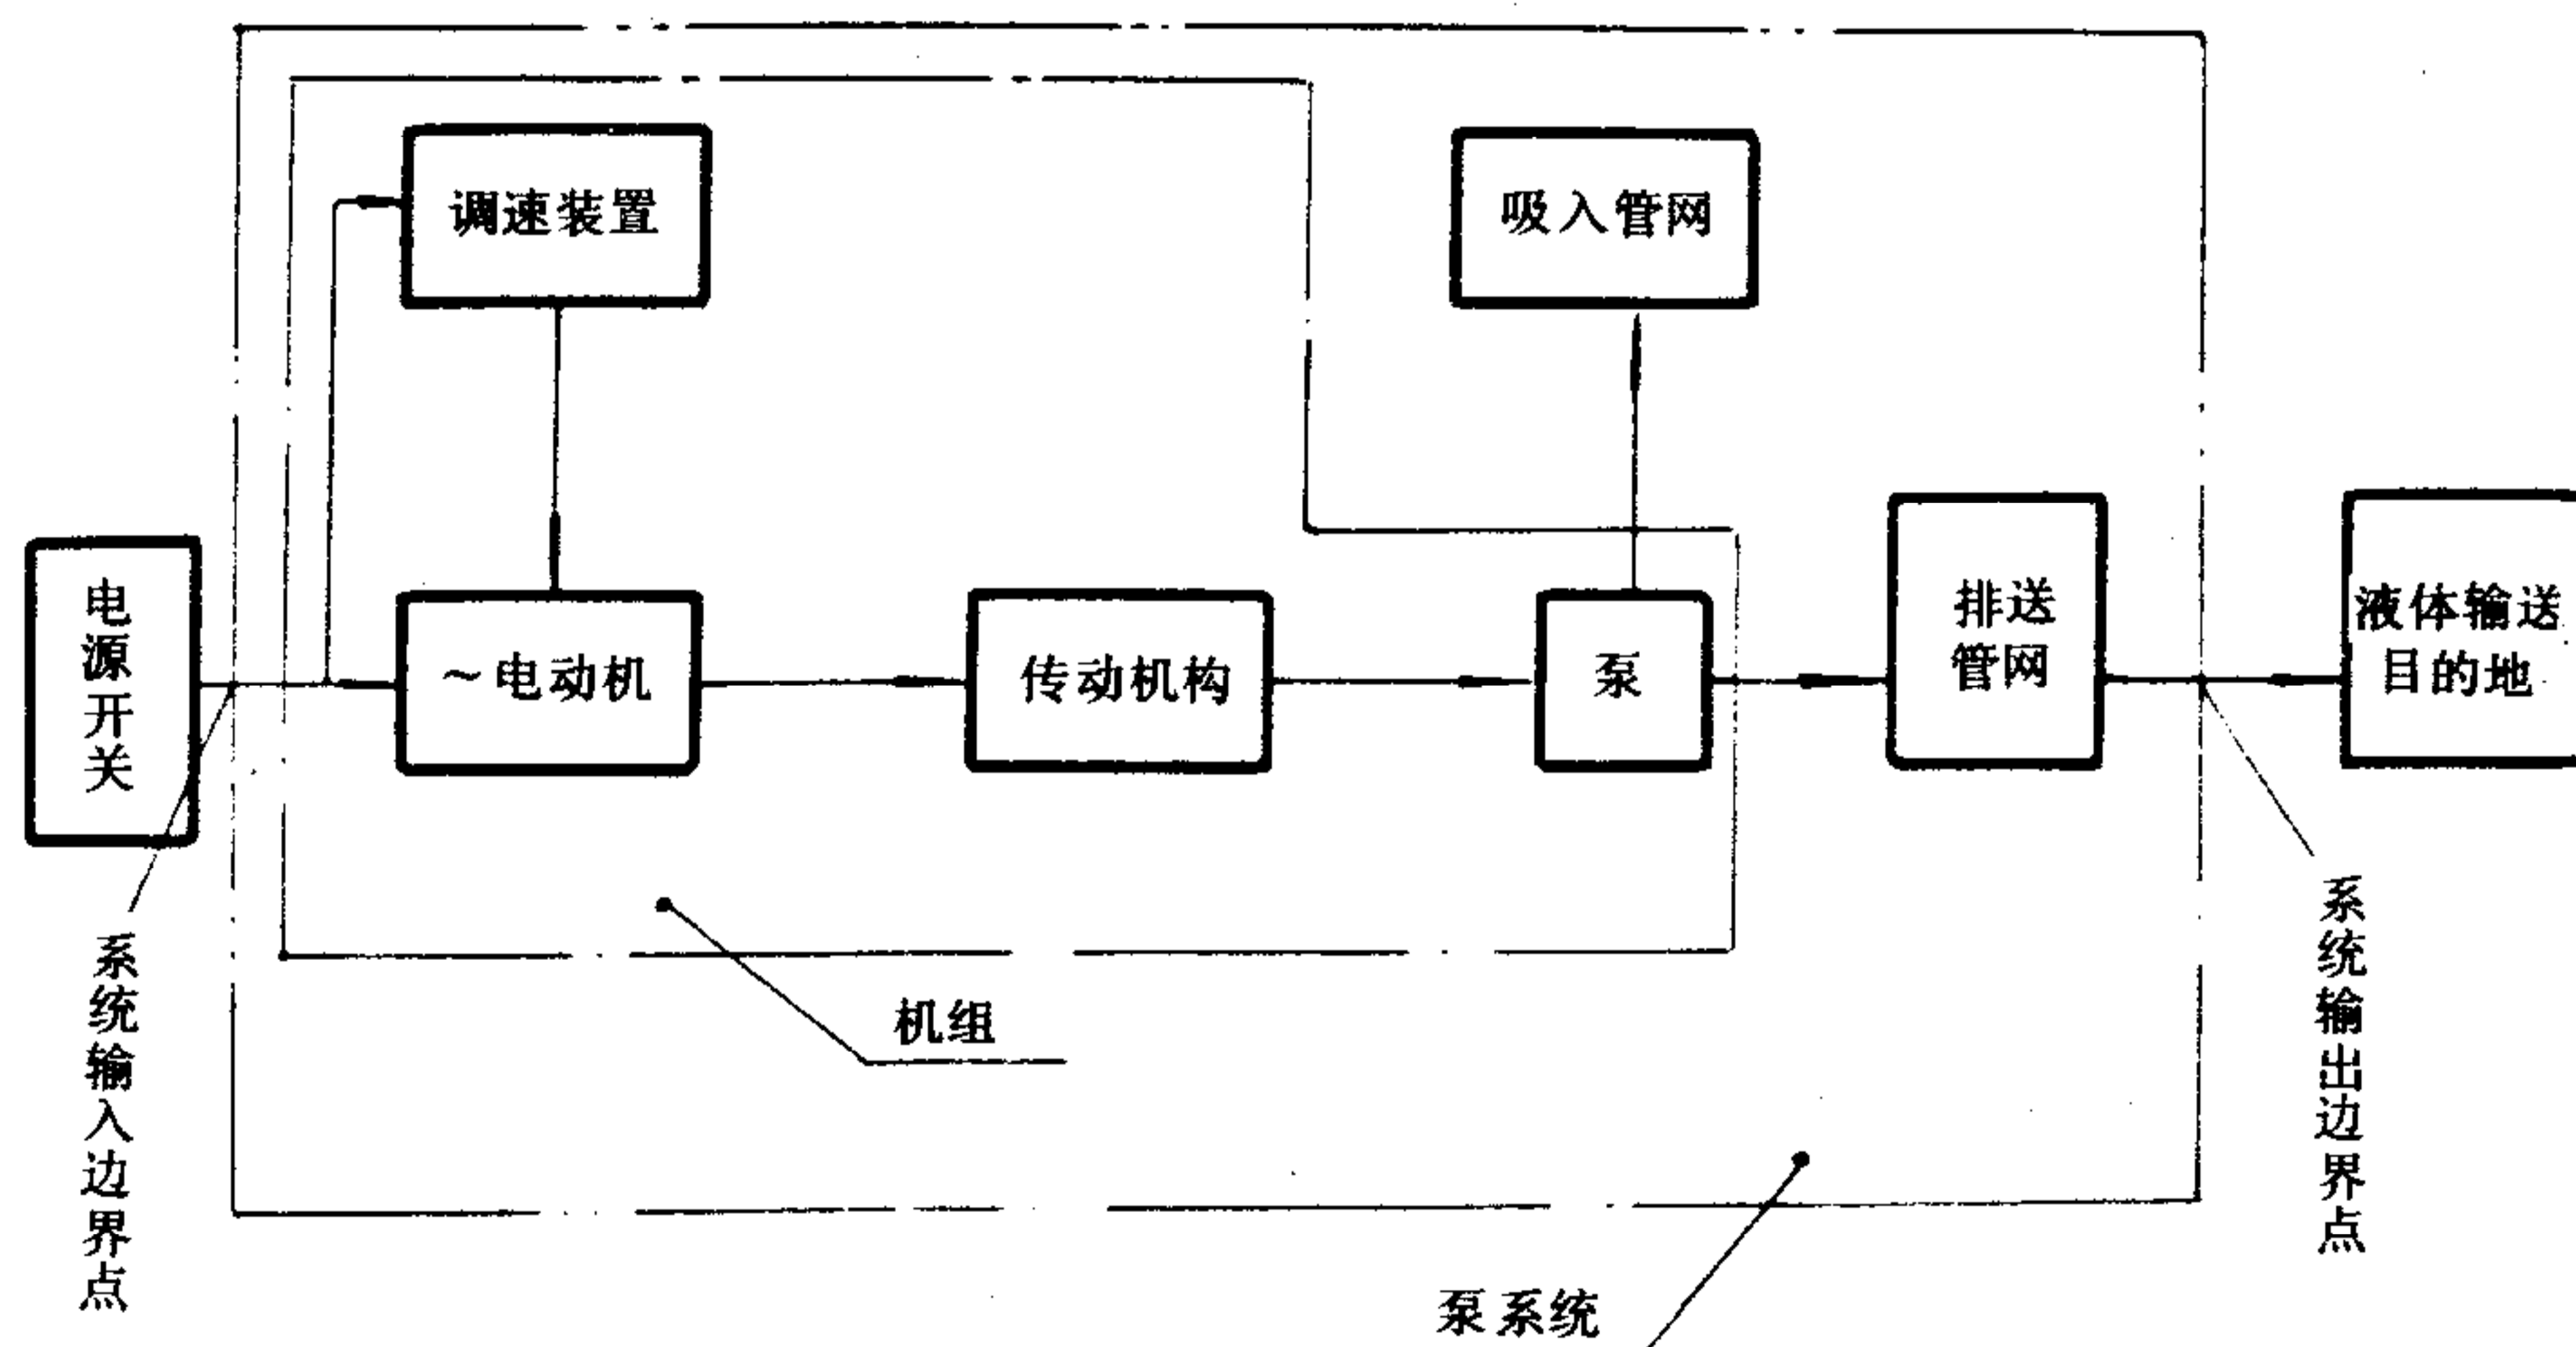 调速装置
吸入管网
电源开关
~电动机
传动机构
泵
排送
管网
液体输送
目的地
系统输入边界点
机组
系统输出边界点
泵系统